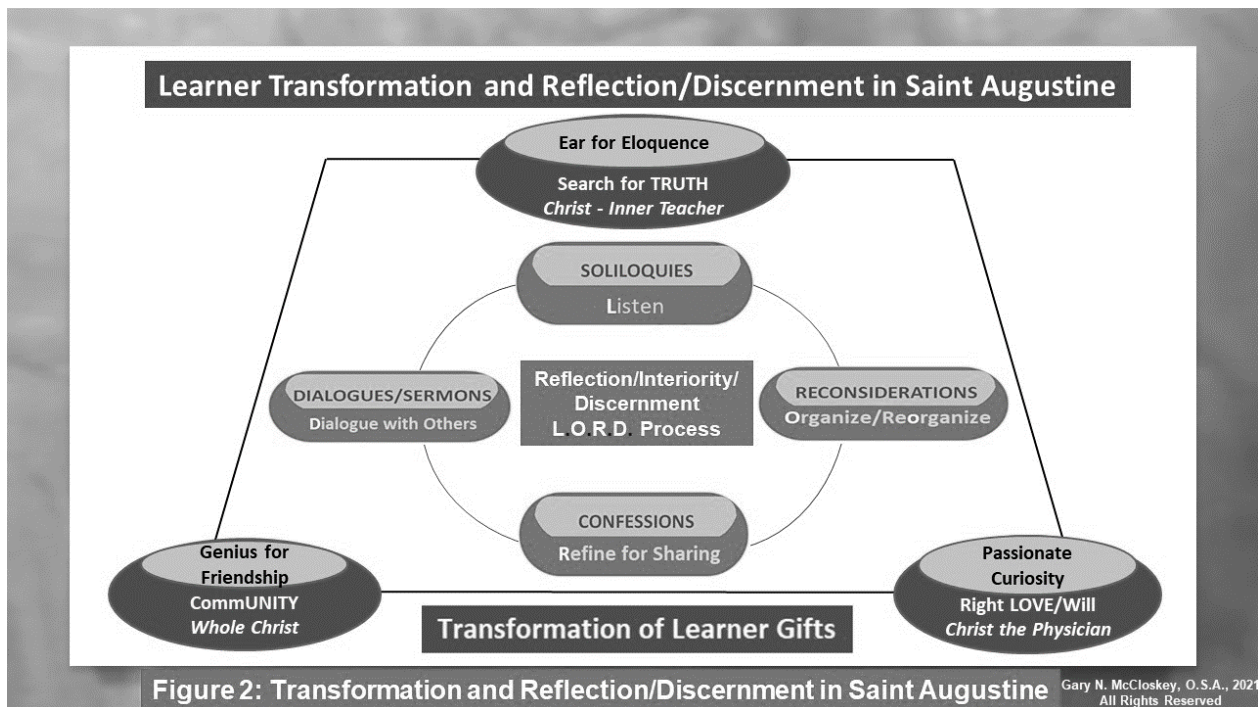 Learner Transformation and Reflection/Discernment in Saint Augustine
Ear for Eloquence
Search for TRUTH
Christ - Inner Teacher
SOLILOQUIES
Listen
DIALOGUES/SERMONS
Dialogue with Others
Reflection/Interiority/
Discernment
L.O.R.D. Process
RECONSIDERATIONS
Organize/Reorganize
CONFESSIONS
Refine for Sharing
Genius for
Friendship
CommUNITY
Whole Christ
Passionate
Curiosity
Right LOVE/Will
Christ the Physician
Transformation of Learner Gifts
Figure 2: Transformation and Reflection/Discernment in Saint Augustine
Gary N. McCloskey, O.S.A., 2021
All Rights Reserved